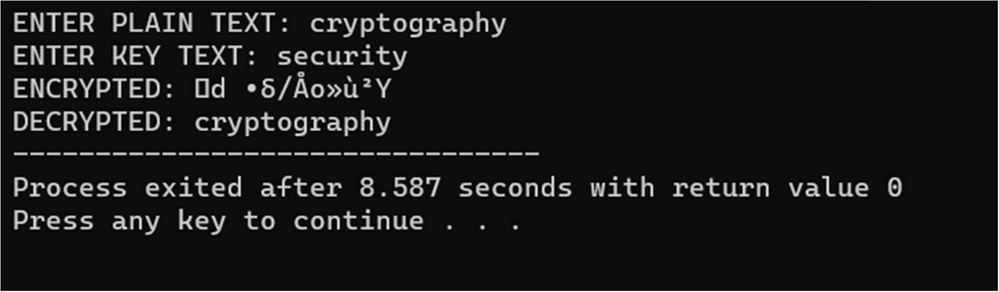 ENTER PLAIN TEXT: cryptography
ENTER KEY TEXT: security
ENCRYPTED: ▯d •δ/Åo»ù²Y
DECRYPTED: cryptography
---------------------------------
Process exited after 8.587 seconds with return value 0
Press any key to continue . . .